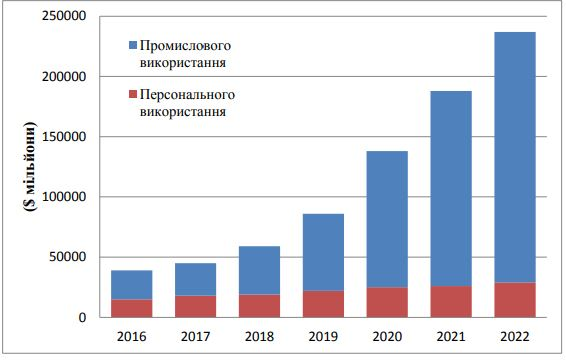 250000
200000
150000
100000
50000
0
($ мільйони)
Промислового
використання
Персонального
використання
2016 2017 2018 2019 2020 2021 2022